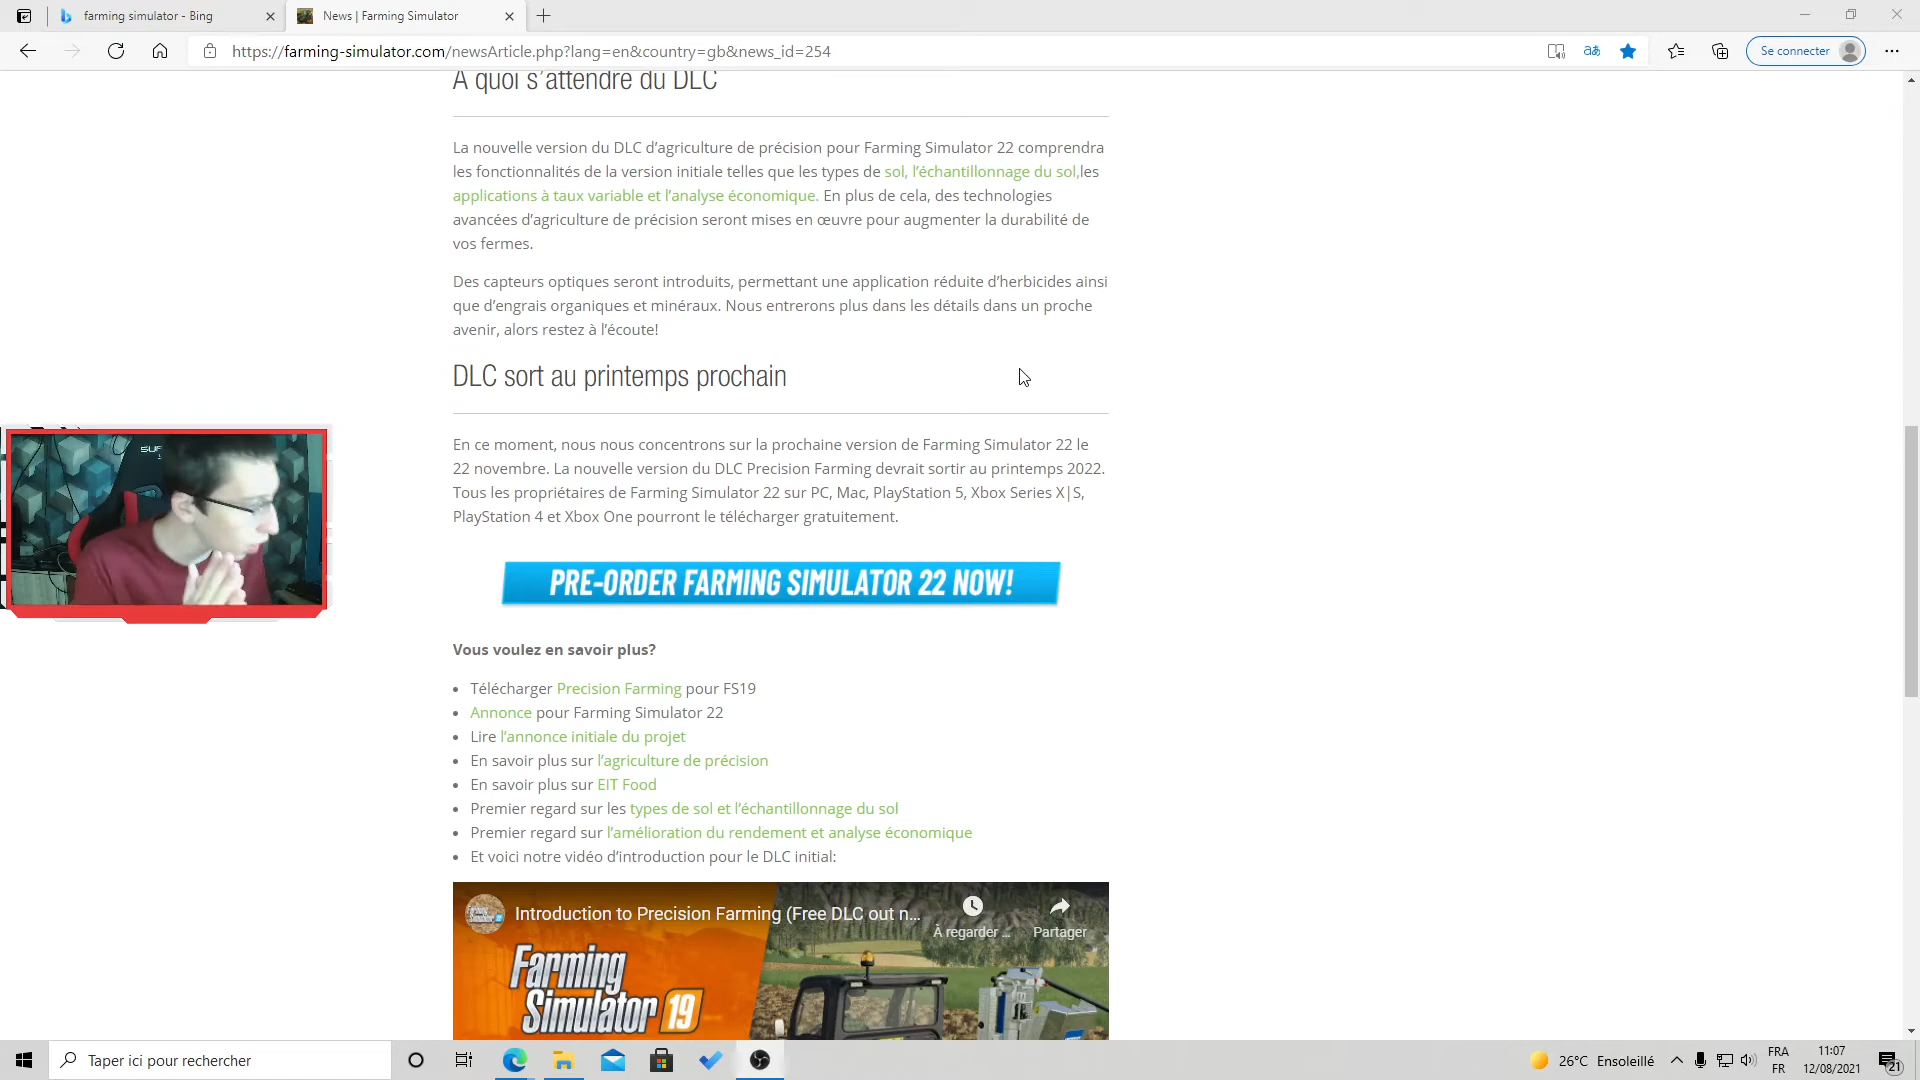 farming simulator - Bing
News | Farming Simulator
https://farming-simulator.com/newsArticle.php?lang=en&country=gb&news_id=254
aあ
Se connecter
A quoi s'attendre du DLC
La nouvelle version du DLC d'agriculture de précision pour Farming Simulator 22 comprendra
les fonctionnalités de la version initiale telles que les types de sol, l'échantillonnage du sol,les
applications à taux variable et l'analyse économique. En plus de cela, des technologies
avancées d'agriculture de précision seront mises en œuvre pour augmenter la durabilité de
vos fermes.
Des capteurs optiques seront introduits, permettant une application réduite d'herbicides ainsi
que d'engrais organiques et minéraux. Nous entrerons plus dans les détails dans un proche
avenir, alors restez à l'écoute!
DLC sort au printemps prochain
En ce moment, nous nous concentrons sur la prochaine version de Farming Simulator 22 le
22 novembre. La nouvelle version du DLC Precision Farming devrait sortir au printemps 2022.
Tous les propriétaires de Farming Simulator 22 sur PC, Mac, PlayStation 5, Xbox Series X|S,
PlayStation 4 et Xbox One pourront le télécharger gratuitement.
PRE-ORDER FARMING SIMULATOR 22 NOW!
Vous voulez en savoir plus?
• Télécharger Precision Farming pour FS19
• Annonce pour Farming Simulator 22
• Lire l'annonce initiale du projet
• En savoir plus sur l'agriculture de précision
• En savoir plus sur EIT Food
• Premier regard sur les types de sol et l'échantillonnage du sol
• Premier regard sur l'amélioration du rendement et analyse économique
• Et voici notre vidéo d'introduction pour le DLC initial:
Introduction to Precision Farming (Free DLC out n...
À regarder ...
Partager
Farming
Simulator 19
Taper ici pour rechercher
26°C Ensoleillé
FRA
FR
11:07
12/08/2021
21